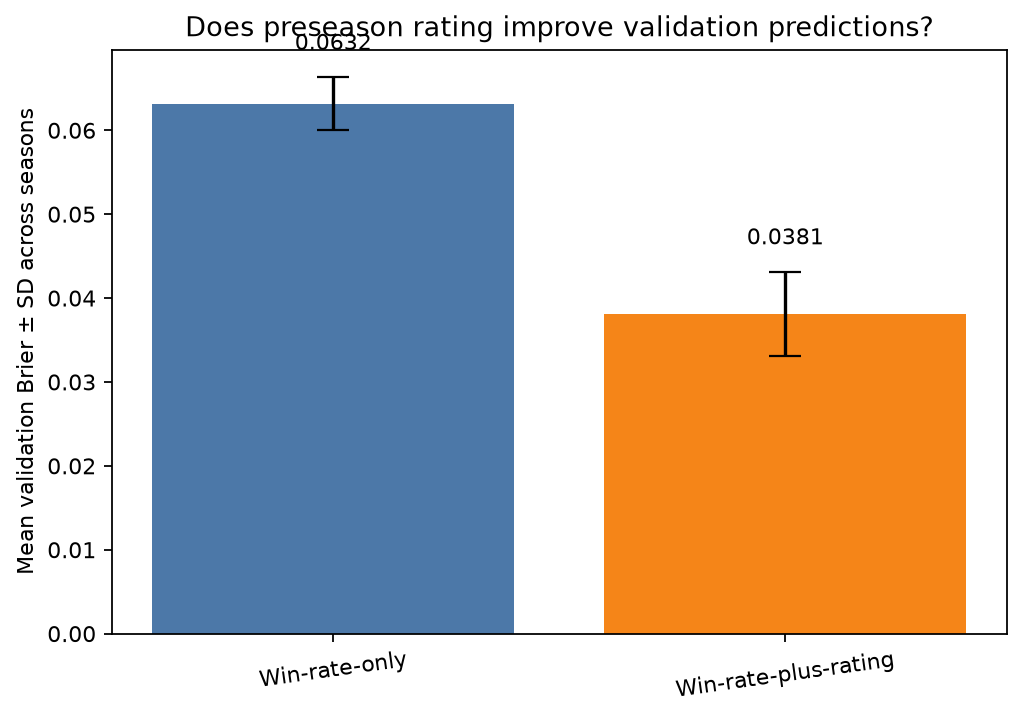 Does preseason rating improve validation predictions?
0.0632
0.0381
Mean validation Brier ± SD across seasons
0.06
0.05
0.04
0.03
0.02
0.01
0.00
Win-rate-only
Win-rate-plus-rating